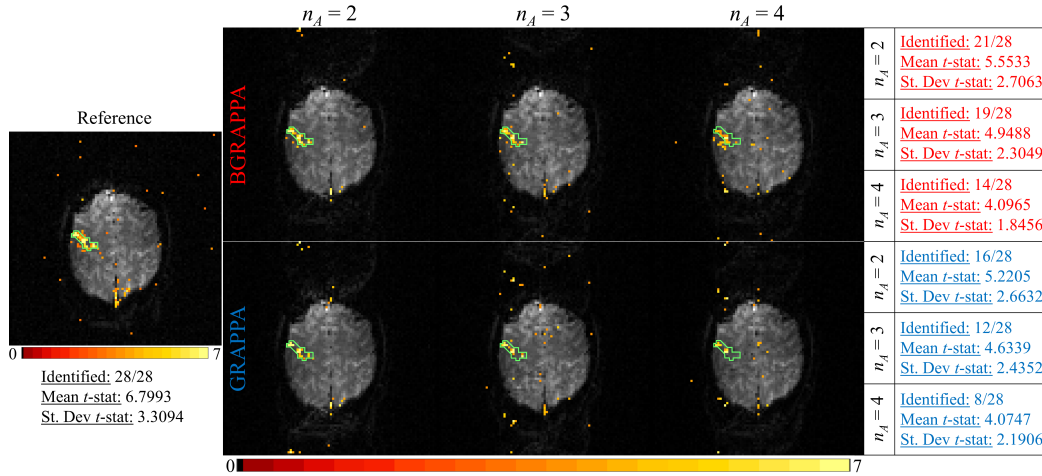 n_A = 2
n_A = 3
n_A = 4
Reference
0
7
Identified: 28/28
Mean t-stat: 6.7993
St. Dev t-stat: 3.3094
BGRAPPA
GRAPPA
n_A = 2
Identified: 21/28
Mean t-stat: 5.5533
St. Dev t-stat: 2.7063
n_A = 3
Identified: 19/28
Mean t-stat: 4.9488
St. Dev t-stat: 2.3049
n_A = 4
Identified: 14/28
Mean t-stat: 4.0965
St. Dev t-stat: 1.8456
n_A = 2
Identified: 16/28
Mean t-stat: 5.2205
St. Dev t-stat: 2.6632
n_A = 3
Identified: 12/28
Mean t-stat: 4.6339
St. Dev t-stat: 2.4352
n_A = 4
Identified: 8/28
Mean t-stat: 4.0747
St. Dev t-stat: 2.1906
0
7